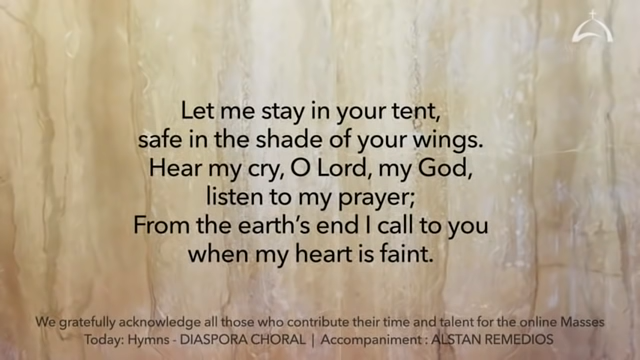 Let me stay in your tent,
safe in the shade of your wings.
Hear my cry, O Lord, my God,
listen to my prayer;
From the earth's end I call to you
when my heart is faint.
We gratefully acknowledge all those who contribute their time and talent for the online Masses
Today: Hymns - DIASPORA CHORAL | Accompaniment : ALSTAN REMEDIOS